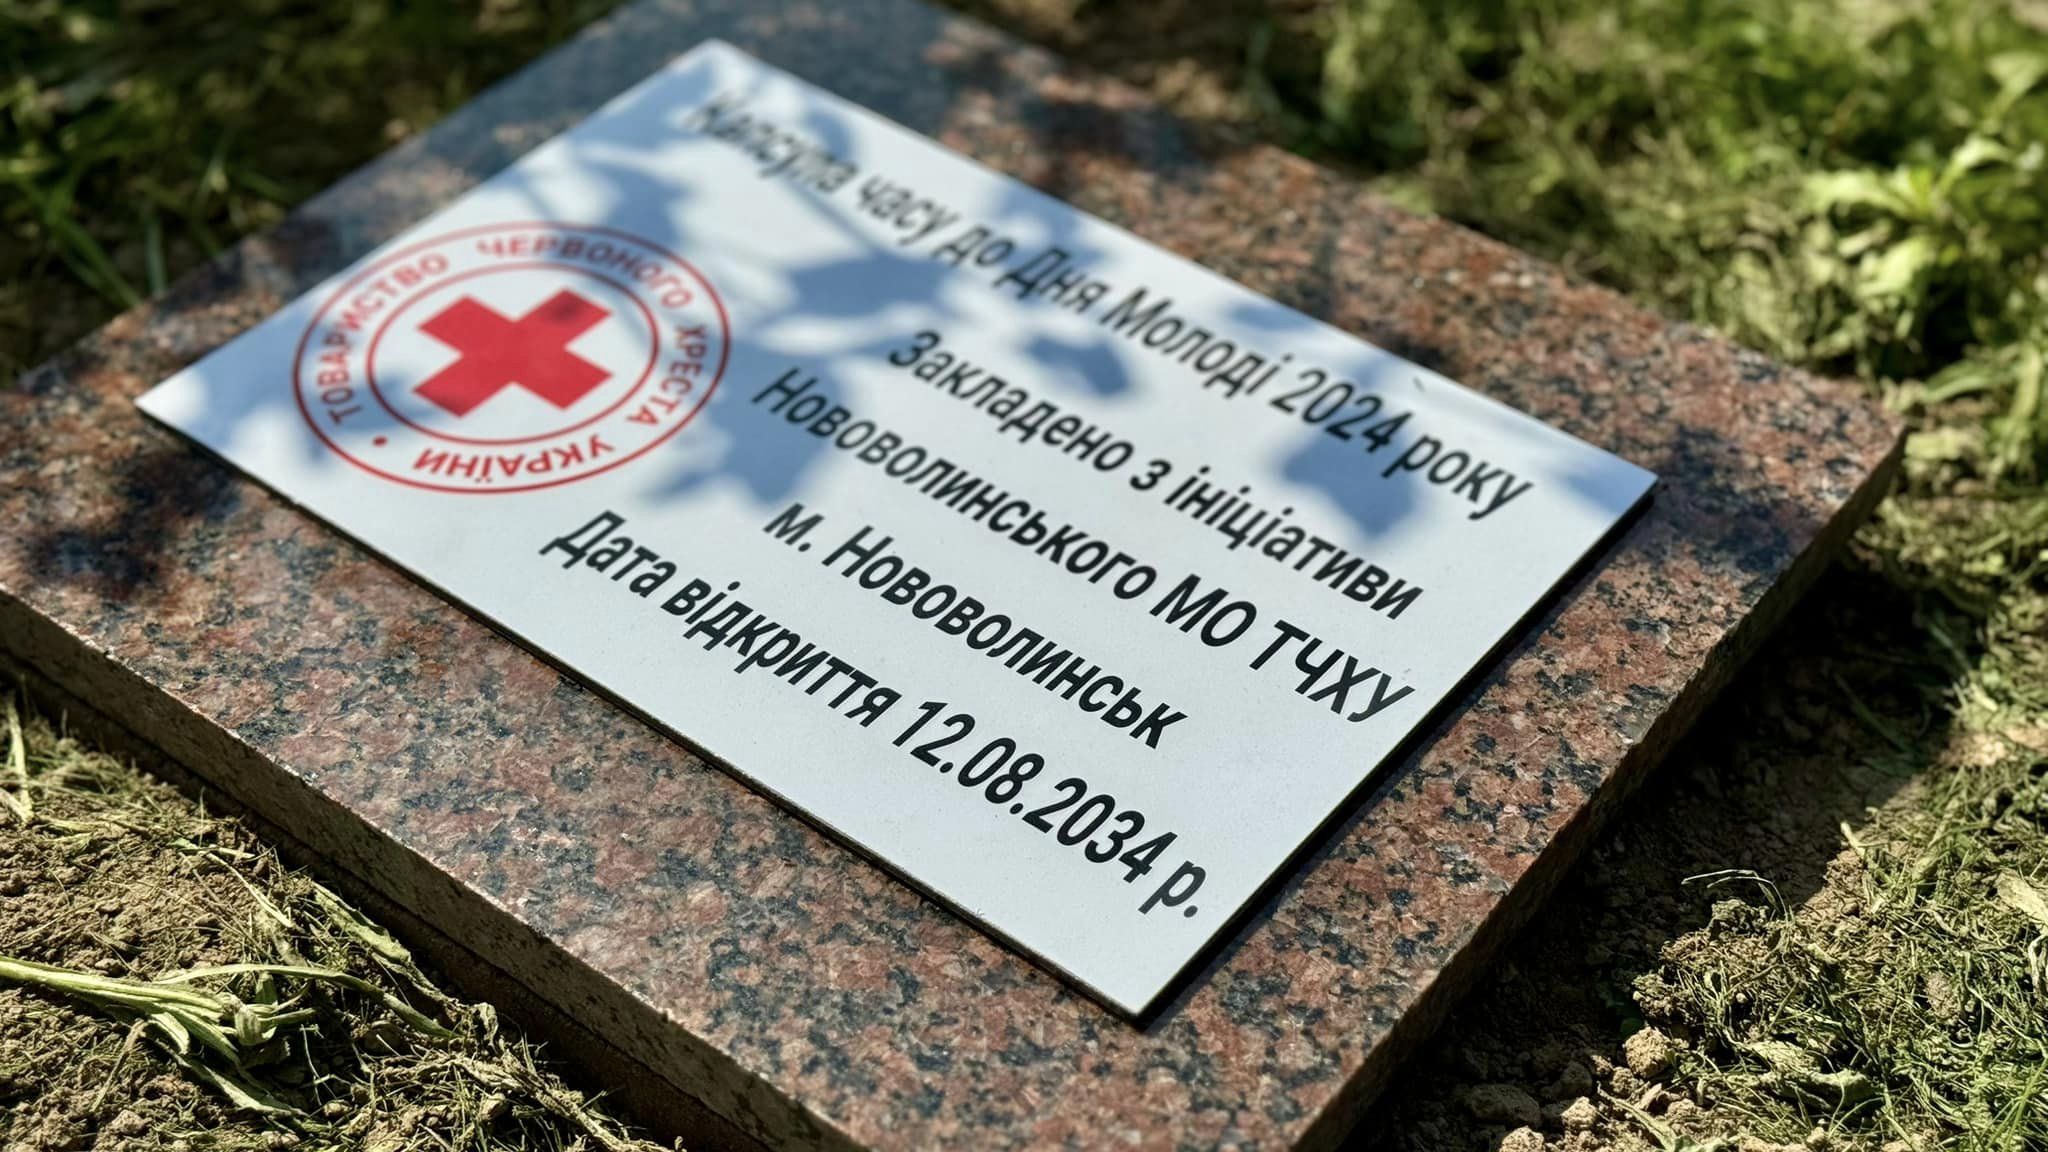 Капсула часу до Дня Молоді 2024 року
Закладено з ініціативи
Нововолинського МО ТЧХУ
м. Нововолинськ
Дата відкриття 12.08.2034 р.
ТОВАРИСТВО ЧЕРВОНОГО ХРЕСТА УКРАЇНИ •